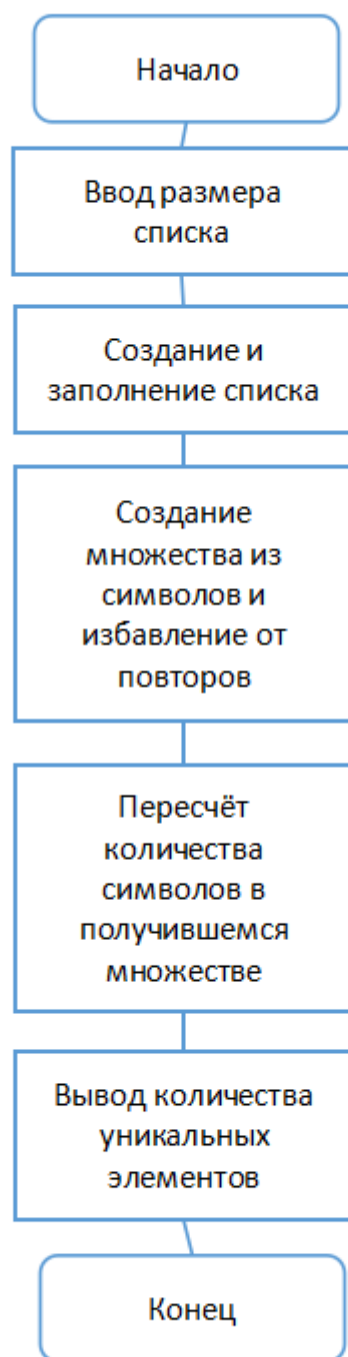 Начало
Ввод размера
списка
Создание и
заполнение списка
Создание
множества из
символов и
избавление от
повторов
Пересчёт
количества
символов в
получившемся
множестве
Вывод количества
уникальных
элементов
Конец